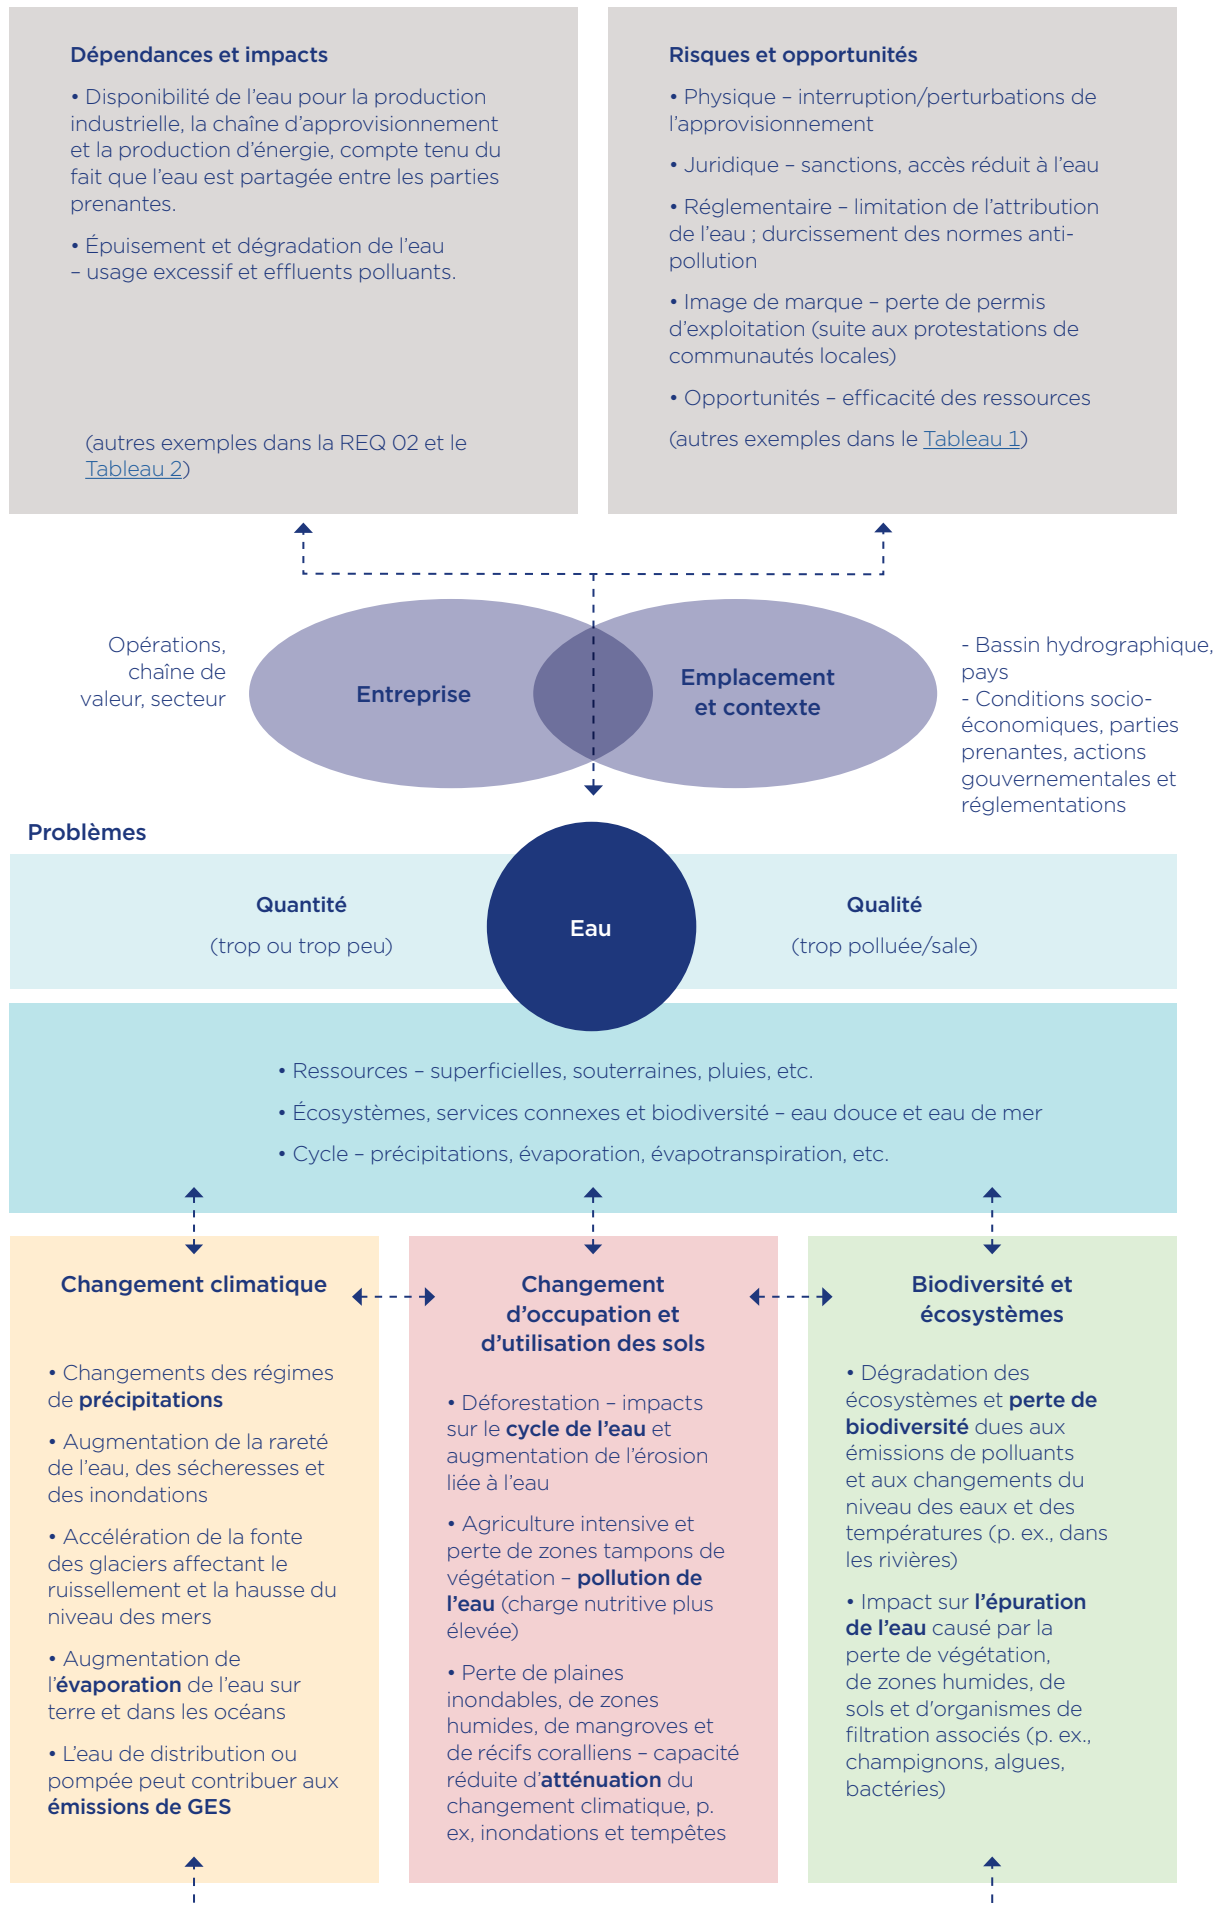 Dépendances et impacts
• Disponibilité de l’eau pour la production
industrielle, la chaîne d’approvisionnement
et la production d’énergie, compte tenu du
fait que l’eau est partagée entre les parties
prenantes.
• Épuisement et dégradation de l’eau
– usage excessif et effluents polluants.
(autres exemples dans la REQ 02 et le
Tableau 2)
Risques et opportunités
• Physique – interruption/perturbations de
l’approvisionnement
• Juridique – sanctions, accès réduit à l’eau
• Réglementaire – limitation de l’attribution
de l’eau ; durcissement des normes anti-
pollution
• Image de marque – perte de permis
d’exploitation (suite aux protestations de
communautés locales)
• Opportunités – efficacité des ressources
(autres exemples dans le Tableau 1)
Opérations,
chaîne de
valeur, secteur
Entreprise
Emplacement
et contexte
- Bassin hydrographique,
pays
- Conditions socio-
économiques, parties
prenantes, actions
gouvernementales et
réglementations
Problèmes
Quantité
(trop ou trop peu)
Eau
Qualité
(trop polluée/sale)
• Ressources – superficielles, souterraines, pluies, etc.
• Écosystèmes, services connexes et biodiversité – eau douce et eau de mer
• Cycle – précipitations, évaporation, évapotranspiration, etc.
Changement climatique
• Changements des régimes
de précipitations
• Augmentation de la rareté
de l’eau, des sécheresses et
des inondations
• Accélération de la fonte
des glaciers affectant le
ruissellement et la hausse du
niveau des mers
• Augmentation de
l’évaporation de l’eau sur
terre et dans les océans
• L’eau de distribution ou
pompée peut contribuer aux
émissions de GES
Changement
d’occupation et
d’utilisation des sols
• Déforestation – impacts
sur le cycle de l’eau et
augmentation de l’érosion
liée à l’eau
• Agriculture intensive et
perte de zones tampons de
végétation – pollution de
l’eau (charge nutritive plus
élevée)
• Perte de plaines
inondables, de zones
humides, de mangroves et
de récifs coralliens – capacité
réduite d’atténuation du
changement climatique, p.
ex, inondations et tempêtes
Biodiversité et
écosystèmes
• Dégradation des
écosystèmes et perte de
biodiversité dues aux
émissions de polluants
et aux changements du
niveau des eaux et des
températures (p. ex., dans
les rivières)
• Impact sur l’épuration
de l’eau causé par la
perte de végétation,
de zones humides, de
sols et d'organismes de
filtration associés (p. ex.,
champignons, algues,
bactéries)